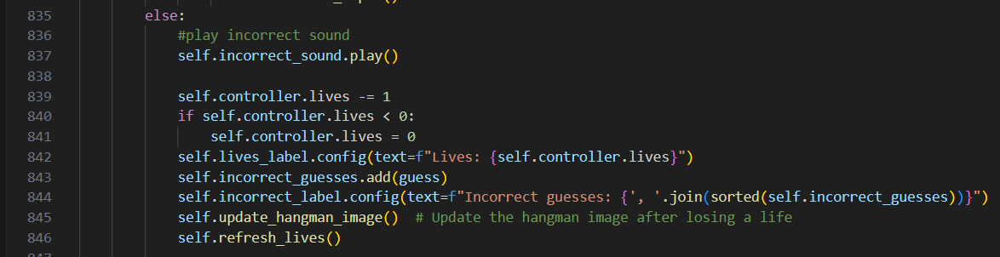 835 else:
836 #play incorrect sound
837 self.incorrect_sound.play()
838
839 self.controller.lives -= 1
840 if self.controller.lives < 0:
841 self.controller.lives = 0
842 self.lives_label.config(text=f"Lives: {self.controller.lives}")
843 self.incorrect_guesses.add(guess)
844 self.incorrect_label.config(text=f"Incorrect guesses: {', '.join(sorted(self.incorrect_guesses))}")
845 self.update_hangman_image()  # Update the hangman image after losing a life
846 self.refresh_lives()